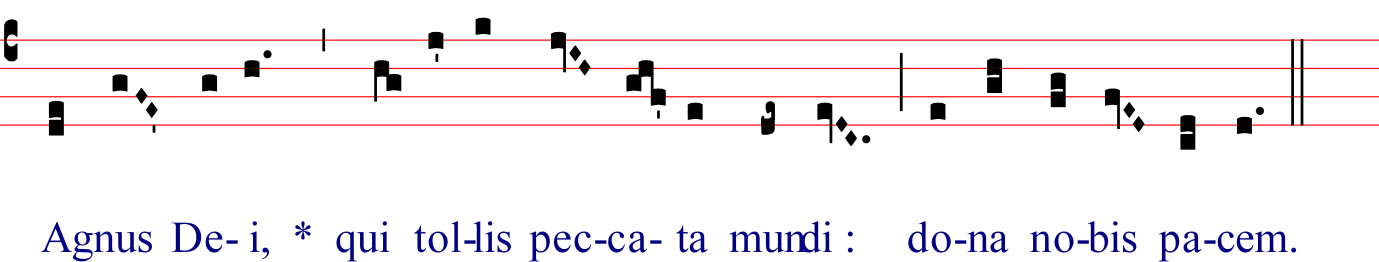 Agnus De- i, * qui tol-lis pec-ca- ta mundi : do-na no-bis pa-cem.